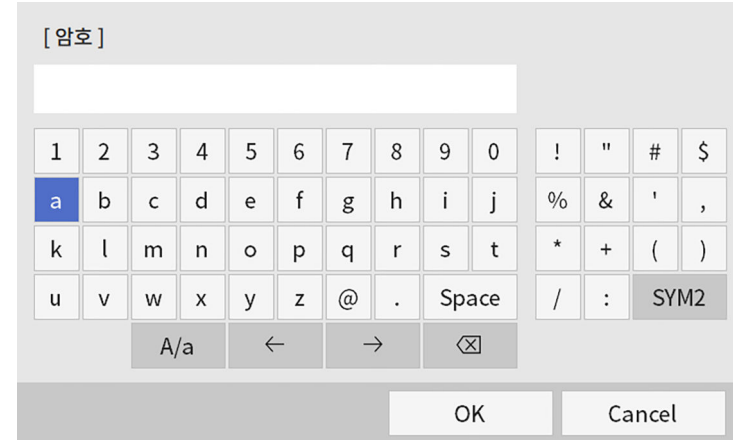 [ 암호 ]
1 2 3 4 5 6 7 8 9 0 ! " # $
a b c d e f g h i j % & ' ,
k l m n o p q r s t * + ( )
u v w x y z @ . Space / : SYM2
A/a ← → ⌫
OK Cancel